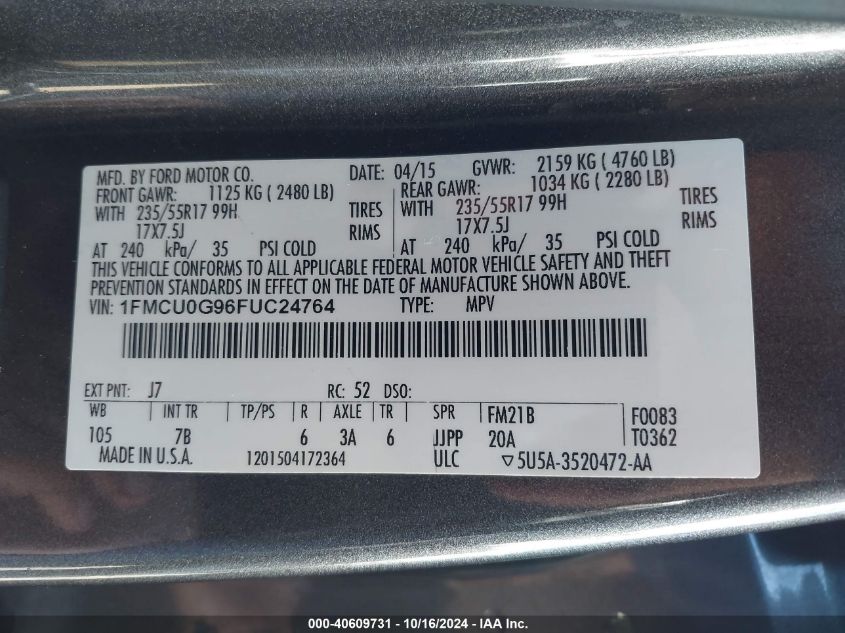 MFD. BY FORD MOTOR CO. DATE: 04/15 GVWR: 2159 KG ( 4760 LB)
FRONT GAWR: 1125 KG ( 2480 LB) REAR GAWR: 1034 KG ( 2280 LB)
WITH 235/55R17 99H TIRES WITH 235/55R17 99H TIRES
17X7.5J RIMS 17X7.5J RIMS
AT 240 kPa/ 35 PSI COLD AT 240 kPa/ 35 PSI COLD
THIS VEHICLE CONFORMS TO ALL APPLICABLE FEDERAL MOTOR VEHICLE SAFETY AND THEFT
PREVENTION STANDARDS IN EFFECT ON THE DATE OF MANUFACTURE SHOWN ABOVE.
VIN: 1FMCU0G96FUC24764 TYPE: MPV
EXT PNT: J7 RC: 52 DSO:
WB INT TR TP/PS R AXLE TR SPR FM21B F0083
105 7B 6 3A 6 JJPP 20A T0362
MADE IN U.S.A. 1201504172364 ULC ▽5U5A-3520472-AA
000-40609731 - 10/16/2024 - IAA Inc.